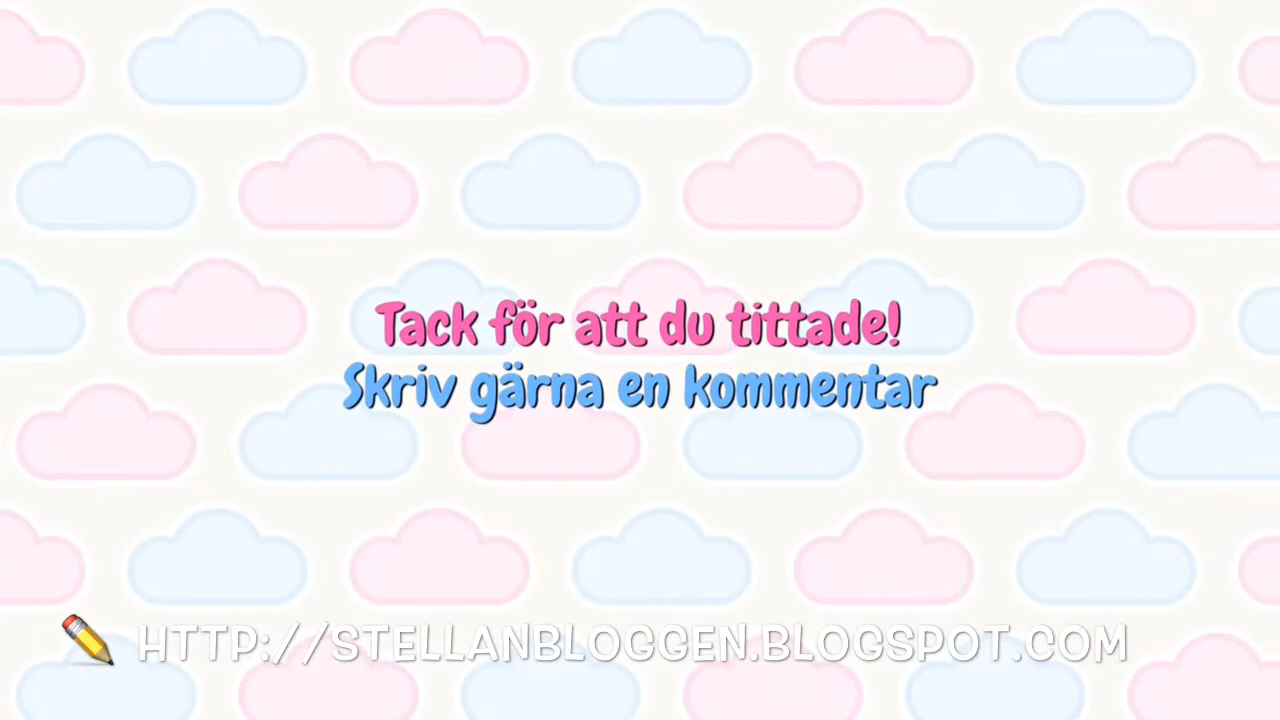 Tack för att du tittade!
Skriv gärna en kommentar
HTTP://STELLANBLOGGEN.BLOGSPOT.COM